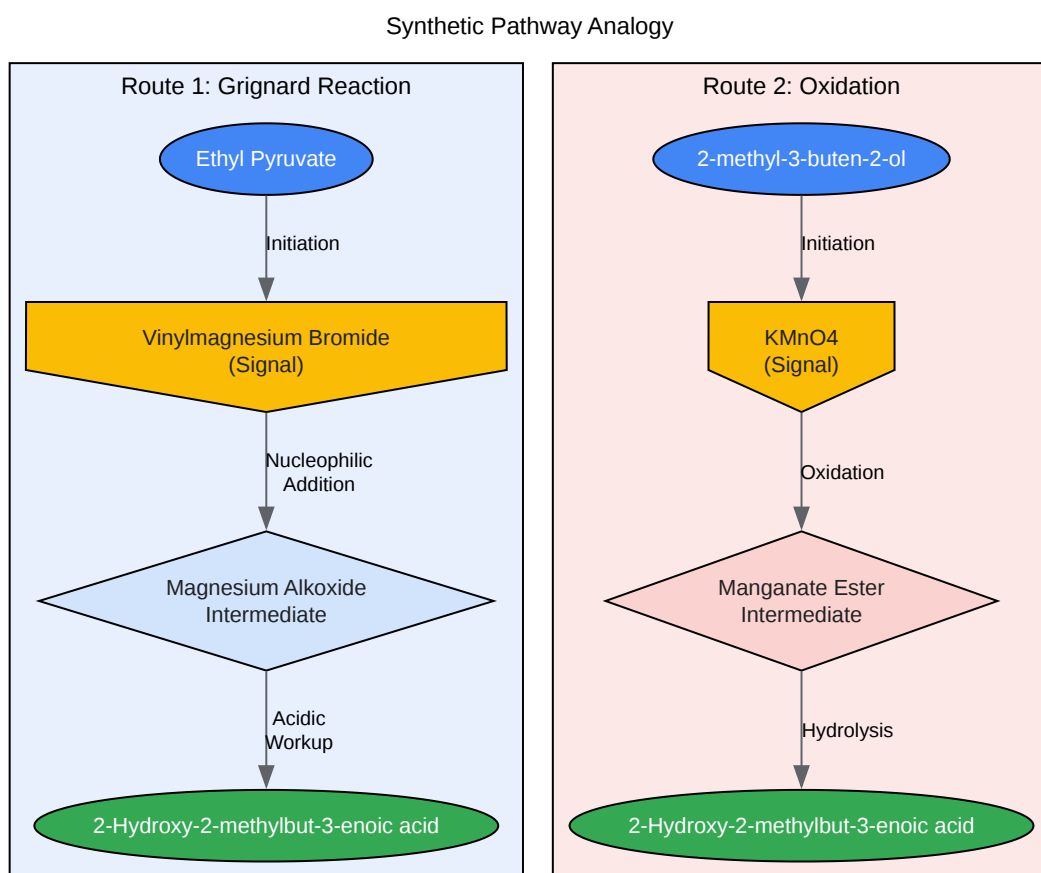 Synthetic Pathway Analogy
Route 1: Grignard Reaction
Ethyl Pyruvate
Initiation
Vinylmagnesium Bromide
(Signal)
Nucleophilic
Addition
Magnesium Alkoxide
Intermediate
Acidic
Workup
2-Hydroxy-2-methylbut-3-enoic acid
Route 2: Oxidation
2-methyl-3-buten-2-ol
Initiation
KMnO4
(Signal)
Oxidation
Manganate Ester
Intermediate
Hydrolysis
2-Hydroxy-2-methylbut-3-enoic acid